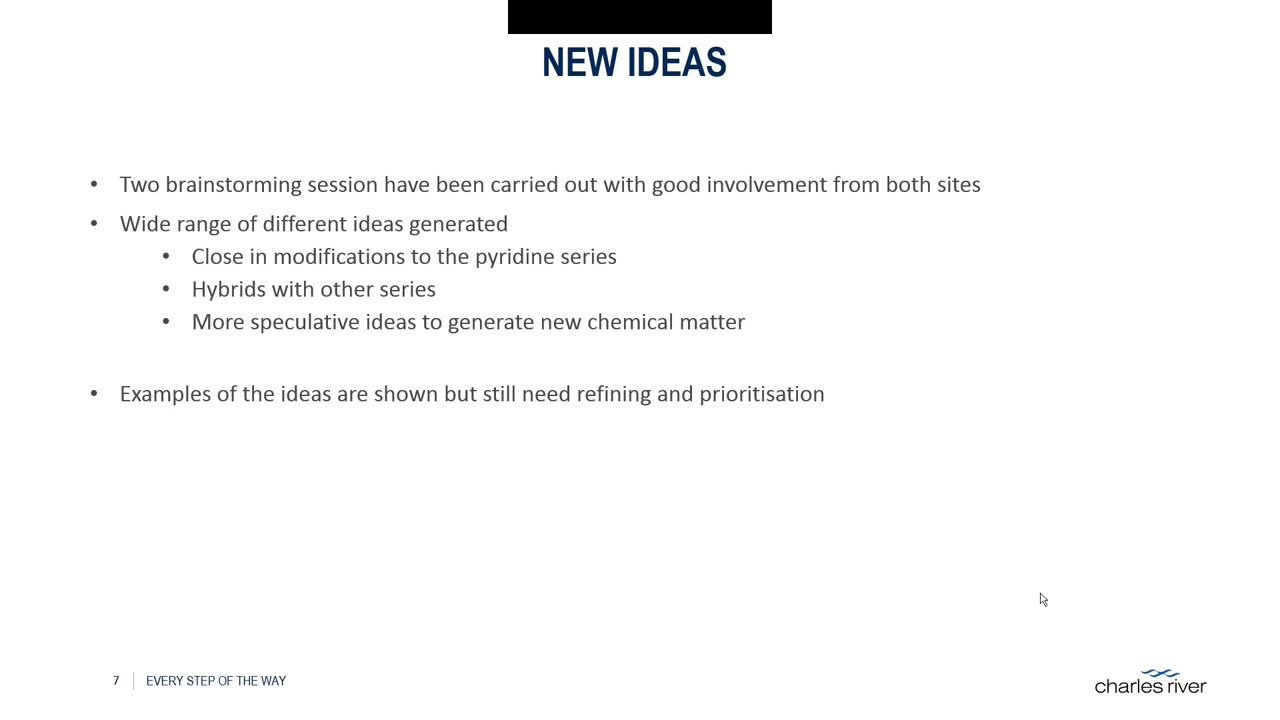 NEW IDEAS
• Two brainstorming session have been carried out with good involvement from both sites
• Wide range of different ideas generated
• Close in modifications to the pyridine series
• Hybrids with other series
• More speculative ideas to generate new chemical matter
• Examples of the ideas are shown but still need refining and prioritisation
7 EVERY STEP OF THE WAY
charles river